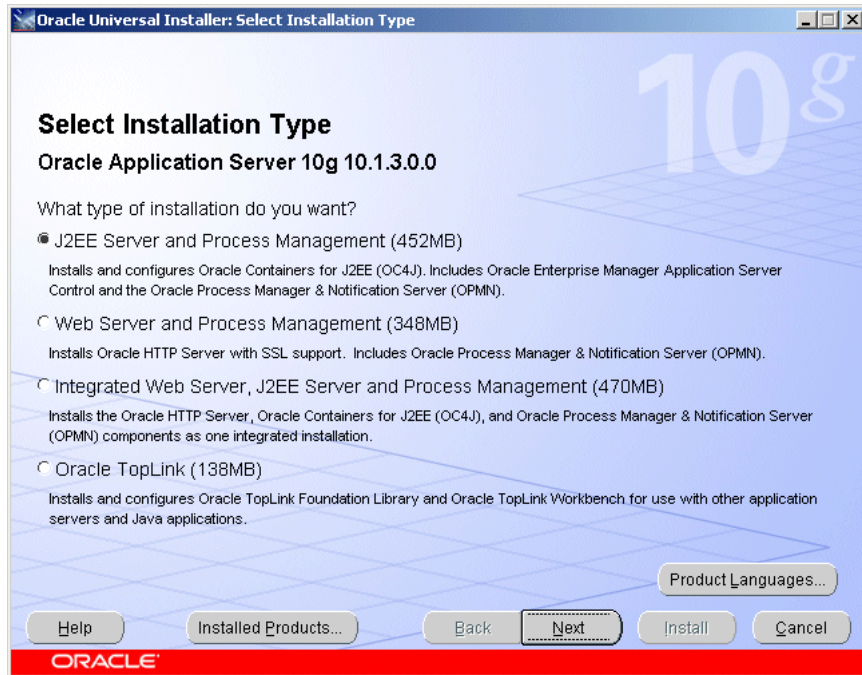 Oracle Universal Installer: Select Installation Type
10g
Select Installation Type
Oracle Application Server 10g 10.1.3.0.0
What type of installation do you want?
J2EE Server and Process Management (452MB)
Installs and configures Oracle Containers for J2EE (OC4J). Includes Oracle Enterprise Manager Application Server
Control and the Oracle Process Manager & Notification Server (OPMN).
Web Server and Process Management (348MB)
Installs Oracle HTTP Server with SSL support. Includes Oracle Process Manager & Notification Server (OPMN).
Integrated Web Server, J2EE Server and Process Management (470MB)
Installs the Oracle HTTP Server, Oracle Containers for J2EE (OC4J), and Oracle Process Manager & Notification Server
(OPMN) components as one integrated installation.
Oracle TopLink (138MB)
Installs and configures Oracle TopLink Foundation Library and Oracle TopLink Workbench for use with other application
servers and Java applications.
Product Languages...
Help Installed Products... Back Next Install Cancel
ORACLE